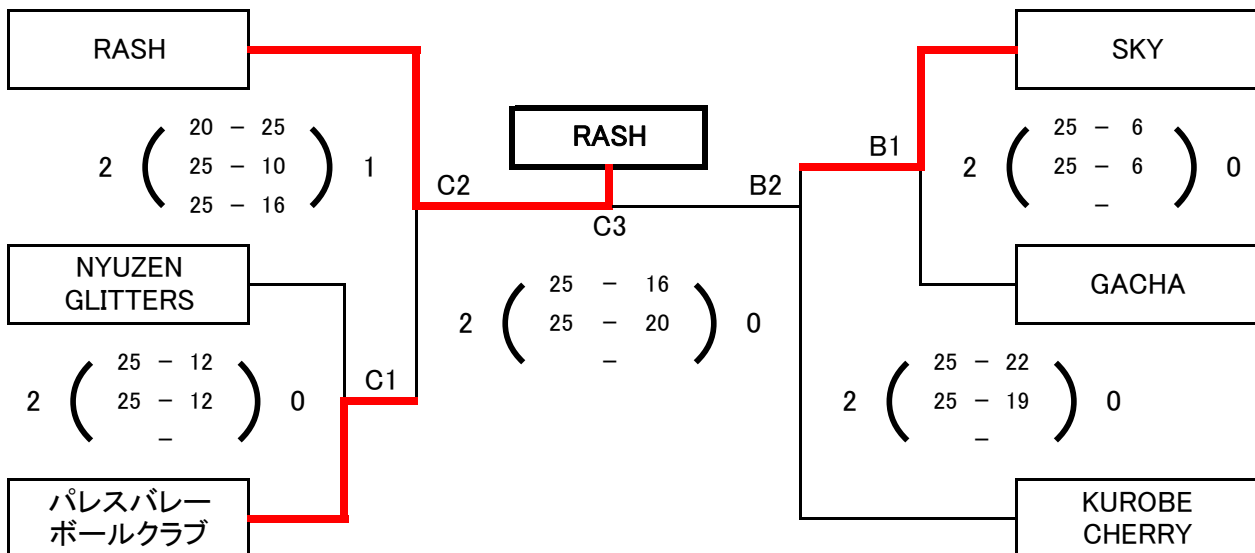 RASH
SKY
2 ( 20 － 25 ) 1
25 － 10
25 － 16
RASH
C2
C3
B2
B1
2 ( 25 － 6 ) 0
25 － 6
－
NYUZEN
GLITTERS
2 ( 25 － 16 ) 0
25 － 20
－
GACHA
2 ( 25 － 12 ) 0
25 － 12
－
C1
2 ( 25 － 22 ) 0
25 － 19
－
パレスバレー
ボールクラブ
KUROBE
CHERRY